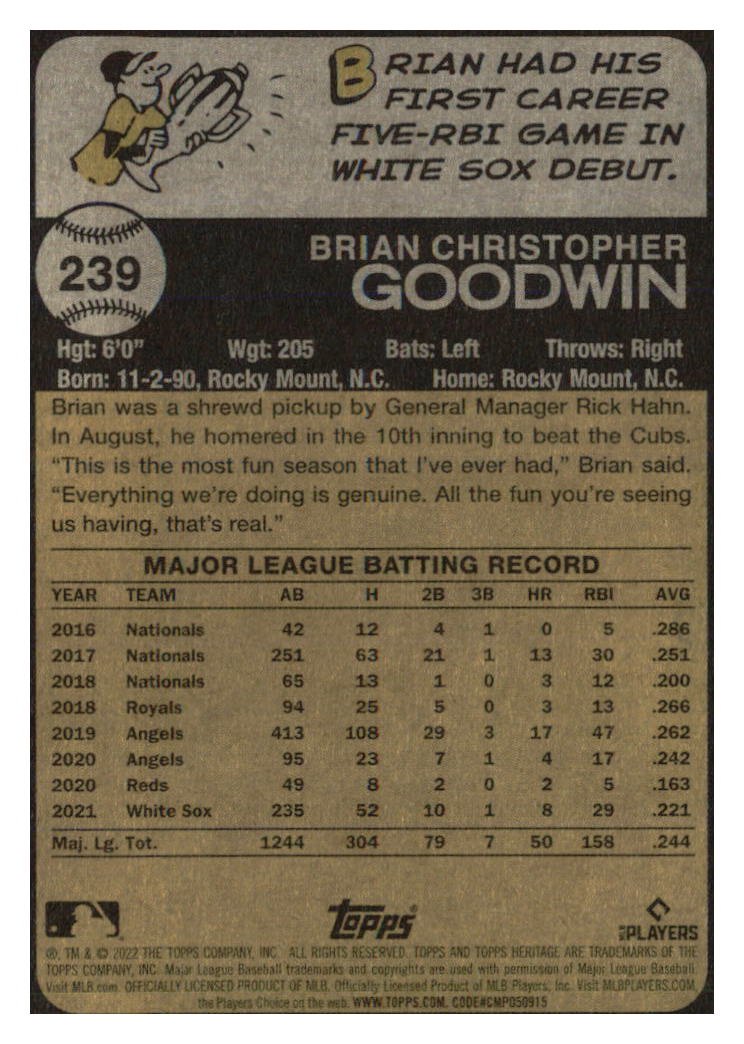 BRIAN HAD HIS
FIRST CAREER
FIVE-RBI GAME IN
WHITE SOX DEBUT.
239
BRIAN CHRISTOPHER
GOODWIN
Hgt: 6'0" Wgt: 205 Bats: Left Throws: Right
Born: 11-2-90, Rocky Mount, N.C. Home: Rocky Mount, N.C.
Brian was a shrewd pickup by General Manager Rick Hahn.
In August, he homered in the 10th inning to beat the Cubs.
"This is the most fun season that I've ever had," Brian said.
"Everything we're doing is genuine. All the fun you're seeing
us having, that's real."
MAJOR LEAGUE BATTING RECORD
YEAR TEAM AB H 2B 3B HR RBI AVG
2016 Nationals 42 12 4 1 0 5 .286
2017 Nationals 251 63 21 1 13 30 .251
2018 Nationals 65 13 1 0 3 12 .200
2018 Royals 94 25 5 0 3 13 .266
2019 Angels 413 108 29 3 17 47 .262
2020 Angels 95 23 7 1 4 17 .242
2020 Reds 49 8 2 0 2 5 .163
2021 White Sox 235 52 10 1 8 29 .221
Maj. Lg. Tot. 1244 304 79 7 50 158 .244
Topps
MLB PLAYERS
®, TM & © 2022 THE TOPPS COMPANY, INC. ALL RIGHTS RESERVED. TOPPS AND TOPPS HERITAGE ARE TRADEMARKS OF THE
TOPPS COMPANY, INC. Major League Baseball trademarks and copyrights are used with permission of Major League Baseball.
Visit MLB.com. OFFICIALLY LICENSED PRODUCT OF MLB. Officially Licensed Product of MLB Players, Inc. Visit MLBPLAYERS.COM,
the Players Choice on the web. WWW.TOPPS.COM. CODE#CMP050915